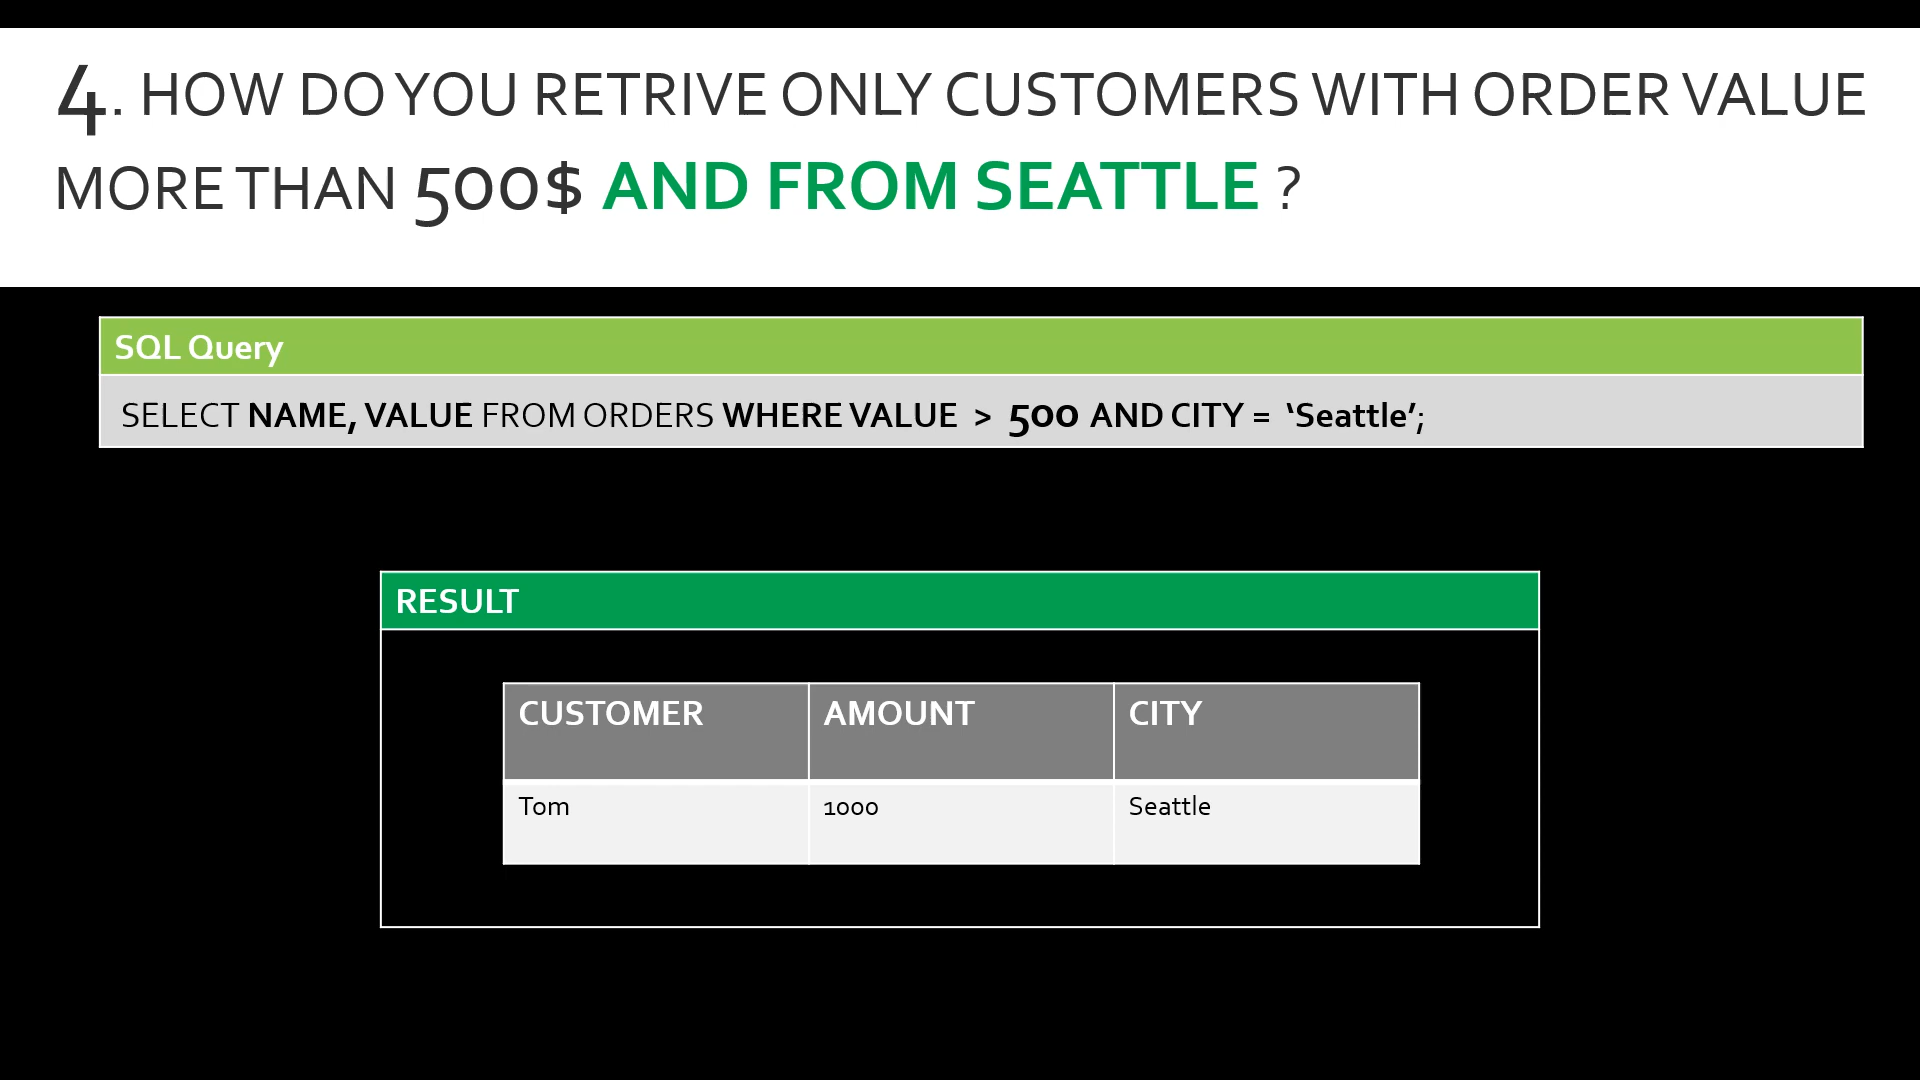 4. HOW DO YOU RETRIVE ONLY CUSTOMERS WITH ORDER VALUE
MORE THAN 500$ AND FROM SEATTLE ?
SQL Query
SELECT NAME, VALUE FROM ORDERS WHERE VALUE > 500 AND CITY = ‘Seattle’;
RESULT
CUSTOMER AMOUNT CITY
Tom 1000 Seattle